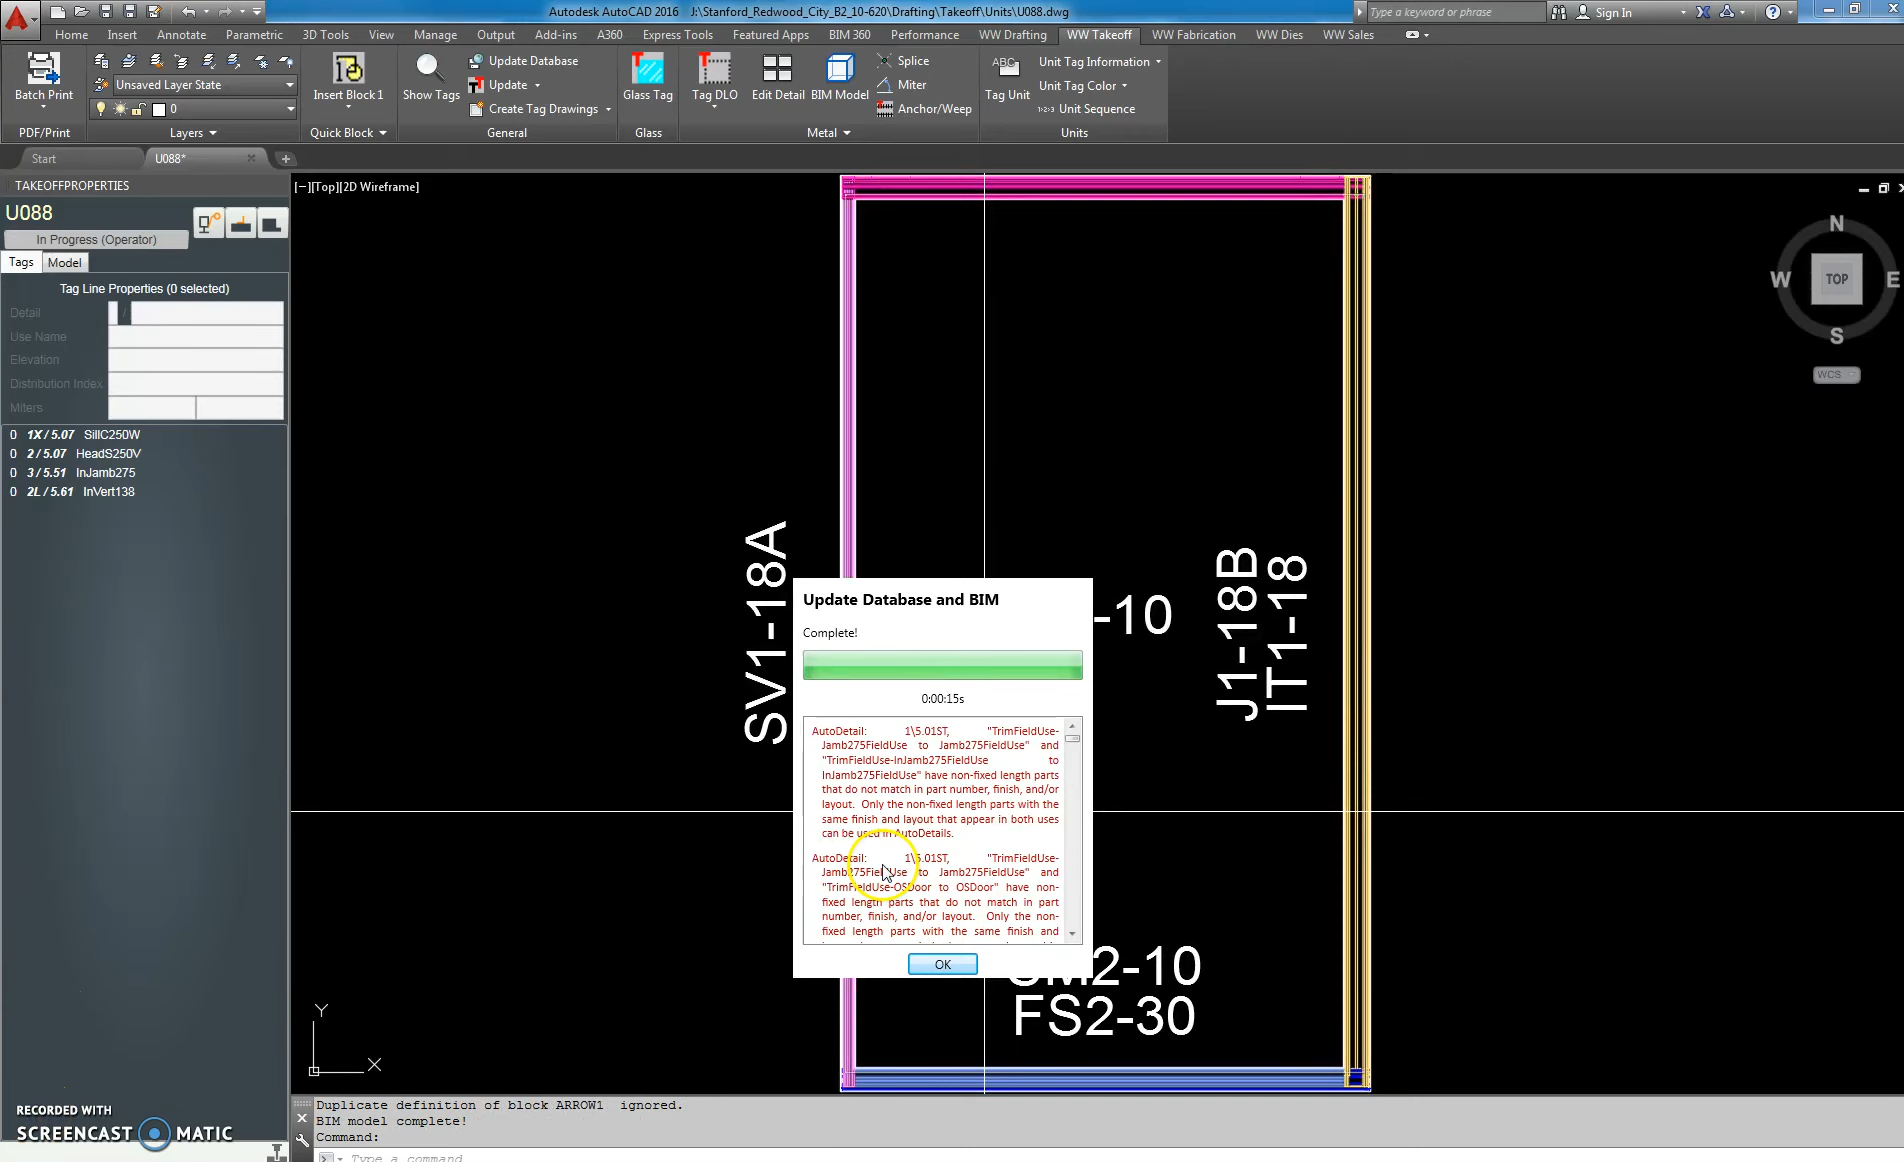 Autodesk AutoCAD 2016   J:\Stanford_Redwood_City_B2_10-620\Drafting\Takeoff\Units\U088.dwg
Type a keyword or phrase
Sign In
Home Insert Annotate Parametric 3D Tools View Manage Output Add-ins A360 Express Tools Featured Apps BIM 360 Performance WW Drafting WW Takeoff WW Fabrication WW Dies WW Sales
Batch Print
Unsaved Layer State
0
Insert Block 1
Show Tags
Update Database
Update
Create Tag Drawings
Glass Tag
Tag DLO
Edit Detail
BIM Model
Splice
Miter
Anchor/Weep
ABC
Tag Unit
Unit Tag Information
Unit Tag Color
1-2-3 Unit Sequence
PDF/Print Layers Quick Block General Glass Metal Units
Start U088*
TAKEOFFPROPERTIES
U088
In Progress (Operator)
Tags Model
Tag Line Properties (0 selected)
Detail /
Use Name
Elevation
Distribution Index
Miters
0 1X / 5.07 SillC250W
0 2 / 5.07 HeadS250V
0 3 / 5.51 InJamb275
0 2L / 5.61 InVert138
[−][Top][2D Wireframe]
N
W TOP E
S
WCS
SV1-18A
-10
J1-18B
IT1-18
Update Database and BIM
Complete!
0:00:15s
AutoDetail: 1\5.01ST, "TrimFieldUse-
Jamb275FieldUse to Jamb275FieldUse" and
"TrimFieldUse-InJamb275FieldUse to
InJamb275FieldUse" have non-fixed length parts
that do not match in part number, finish, and/or
layout. Only the non-fixed length parts with the
same finish and layout that appear in both uses
can be used in AutoDetails.
AutoDetail: 1\5.01ST, "TrimFieldUse-
Jamb275FieldUse to Jamb275FieldUse" and
"TrimFieldUse-OSDoor to OSDoor" have non-
fixed length parts that do not match in part
number, finish, and/or layout. Only the non-
fixed length parts with the same finish and
OK
M2-10
FS2-30
Y
X
Duplicate definition of block ARROW1 ignored.
BIM model complete!
Command:
Type a command
RECORDED WITH
SCREENCAST MATIC